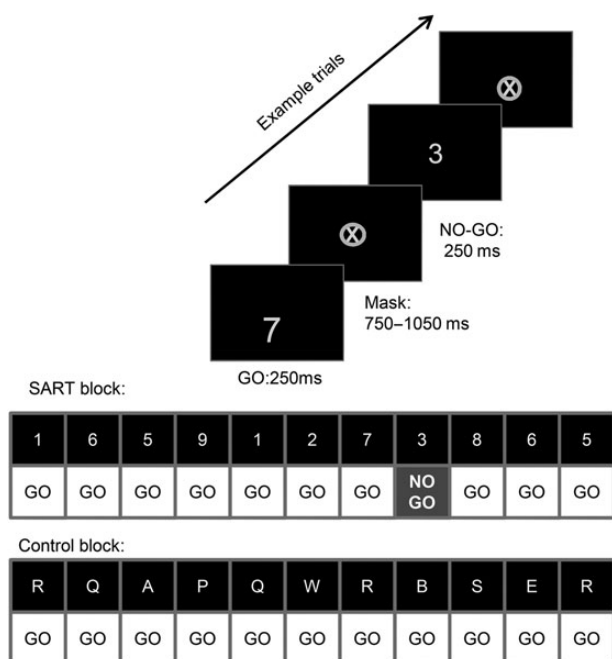 Example trials
3
NO-GO:
250 ms
Mask:
750–1050 ms
7
GO:250ms
SART block:
1 6 5 9 1 2 7 3 8 6 5
GO GO GO GO GO GO GO NO GO GO GO GO
Control block:
R Q A P Q W R B S E R
GO GO GO GO GO GO GO GO GO GO GO